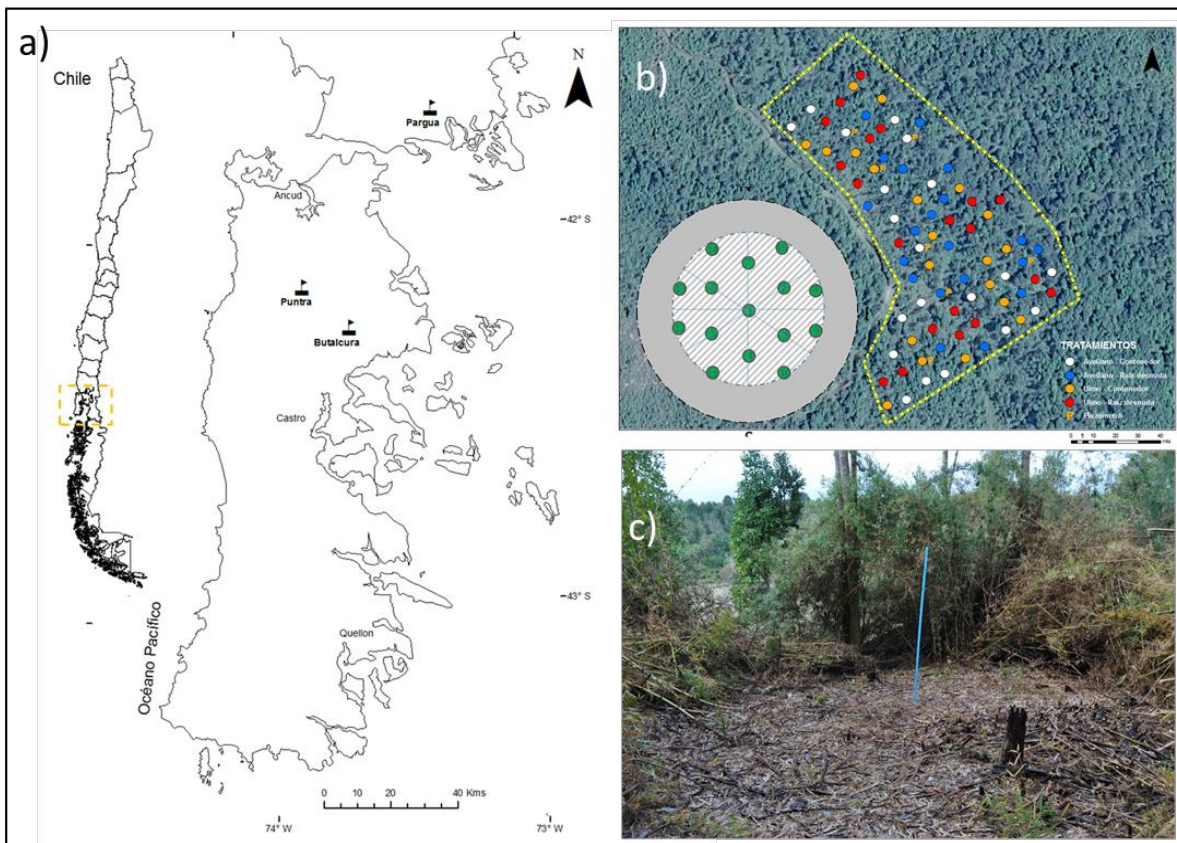 a)
Chile
N
Pargua
Ancud
42° S
Puntra
Butalcura
Castro
43° S
Quellon
Océano Pacífico
0 10 20 40 Kms
74° W
73° W
b)
TRATAMIENTOS
Avellano - Contenedor
Avellano - Raíz desnuda
Ulmo - Contenedor
Ulmo - Raíz desnuda
P Piezometro
c)